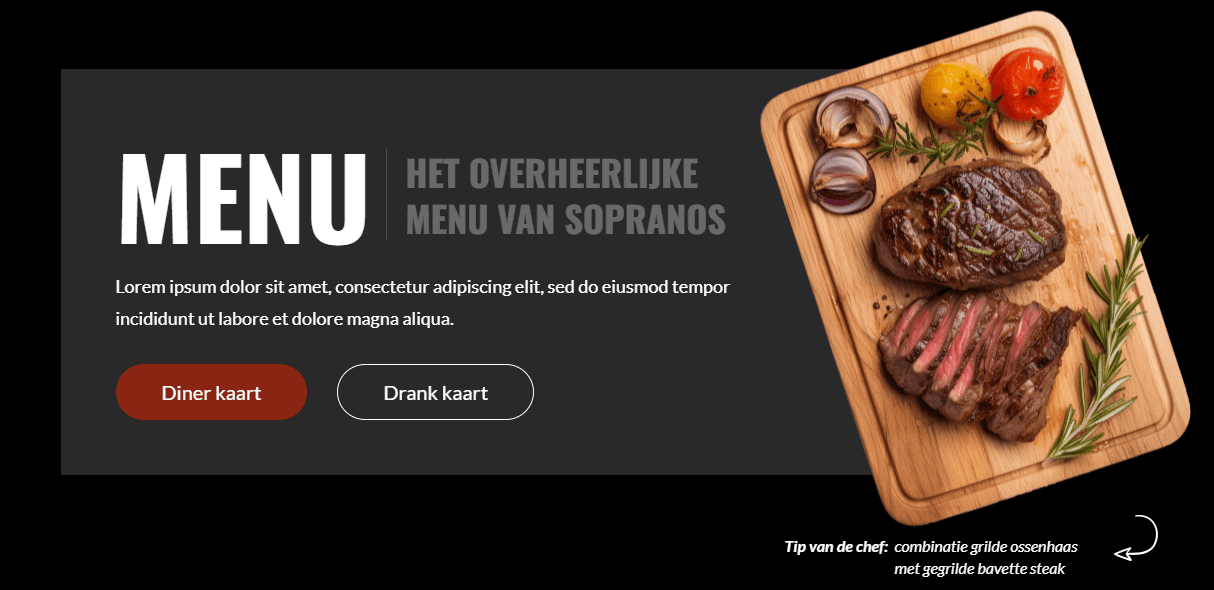 MENU
HET OVERHEERLIJKE
MENU VAN SOPRANOS
Lorem ipsum dolor sit amet, consectetur adipiscing elit, sed do eiusmod tempor
incididunt ut labore et dolore magna aliqua.
Diner kaart
Drank kaart
Tip van de chef: combinatie grilde ossenhaas
met gegrilde bavette steak